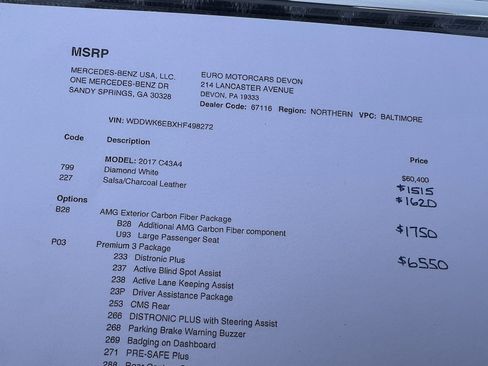 MSRP
MERCEDES-BENZ USA, LLC.
ONE MERCEDES-BENZ DR
SANDY SPRINGS, GA 30328
EURO MOTORCARS DEVON
214 LANCASTER AVENUE
DEVON, PA 19333
Dealer Code: 67116 Region: NORTHERN VPC: BALTIMORE
VIN: WDDWK6EBXHF498272
Code Description Price
MODEL: 2017 C43A4 $60,400
799 Diamond White $1515
227 Salsa/Charcoal Leather $1620
Options
B28 AMG Exterior Carbon Fiber Package $1750
B28 Additional AMG Carbon Fiber component
U93 Large Passenger Seat
P03 Premium 3 Package $6550
233 Distronic Plus
237 Active Blind Spot Assist
238 Active Lane Keeping Assist
23P Driver Assistance Package
253 CMS Rear
266 DISTRONIC PLUS with Steering Assist
268 Parking Brake Warning Buzzer
269 Badging on Dashboard
271 PRE-SAFE Plus
288